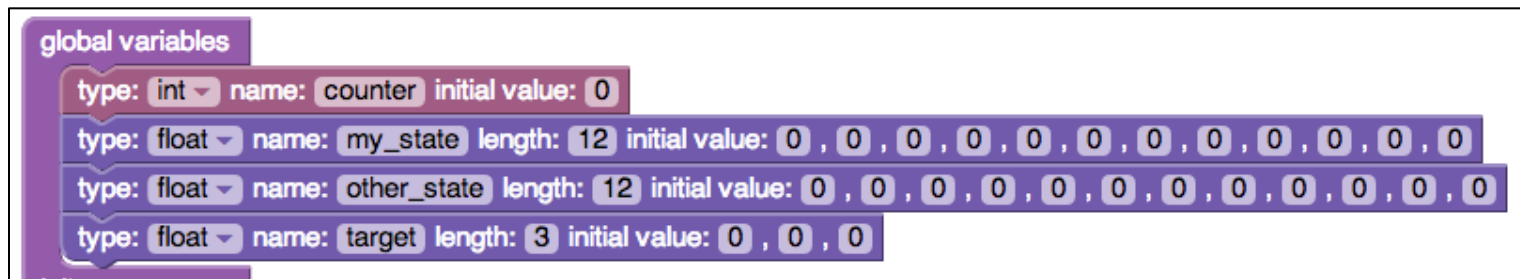 global variables
type: int name: counter initial value: 0
type: float name: my_state length: 12 initial value: 0 , 0 , 0 , 0 , 0 , 0 , 0 , 0 , 0 , 0 , 0 , 0
type: float name: other_state length: 12 initial value: 0 , 0 , 0 , 0 , 0 , 0 , 0 , 0 , 0 , 0 , 0 , 0
type: float name: target length: 3 initial value: 0 , 0 , 0